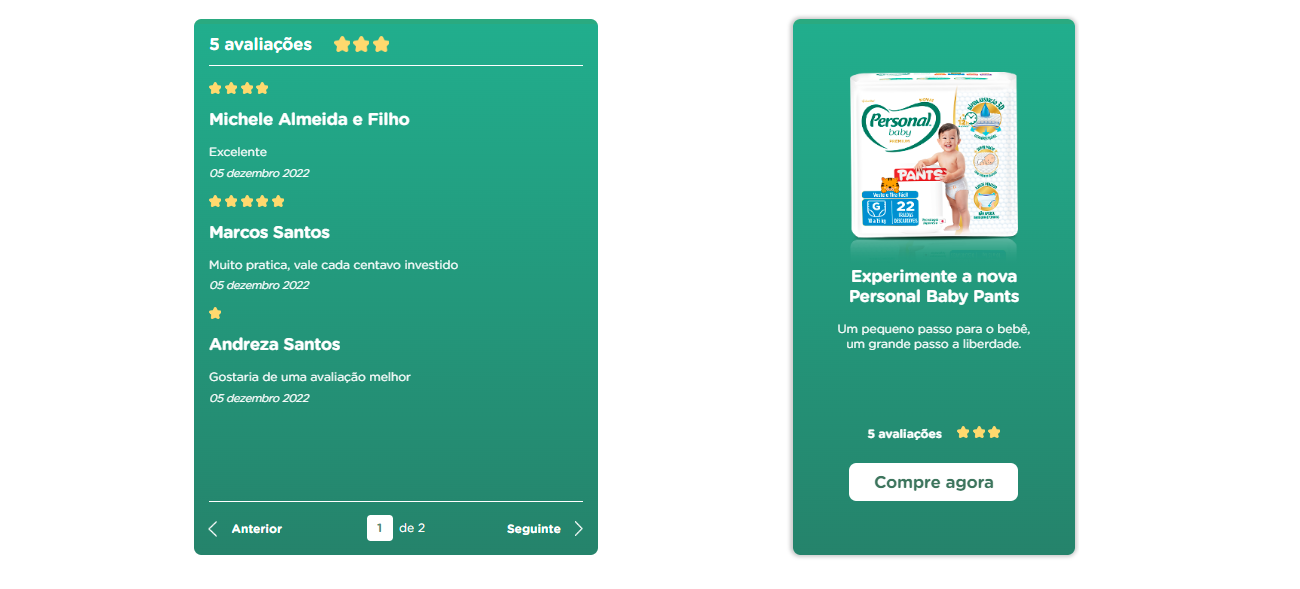 5 avaliações
Michele Almeida e Filho
Excelente
05 dezembro 2022
Marcos Santos
Muito pratica, vale cada centavo investido
05 dezembro 2022
Andreza Santos
Gostaria de uma avaliação melhor
05 dezembro 2022
Anterior
1 de 2
Seguinte
Personal
baby
PANTS
Veste e Tira Fácil
G
22
Experimente a nova
Personal Baby Pants
Um pequeno passo para o bebê,
um grande passo a liberdade.
5 avaliações
Compre agora